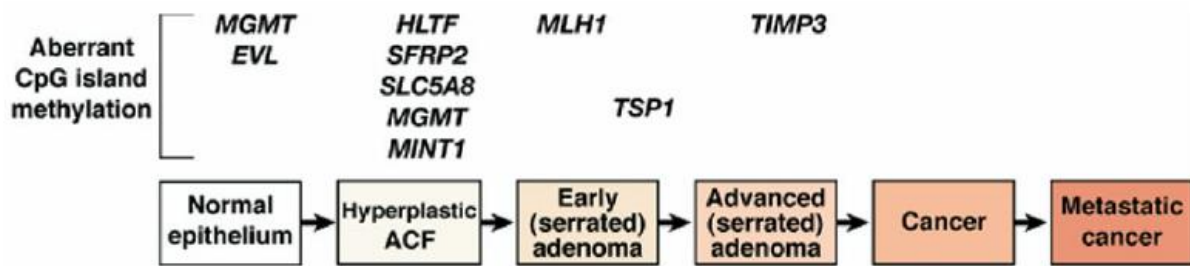 Aberrant
CpG island
methylation
MGMT
EVL
HLTF
SFRP2
SLC5A8
MGMT
MINT1
MLH1
TSP1
TIMP3
Normal
epithelium
Hyperplastic
ACF
Early
(serrated)
adenoma
Advanced
(serrated)
adenoma
Cancer
Metastatic
cancer